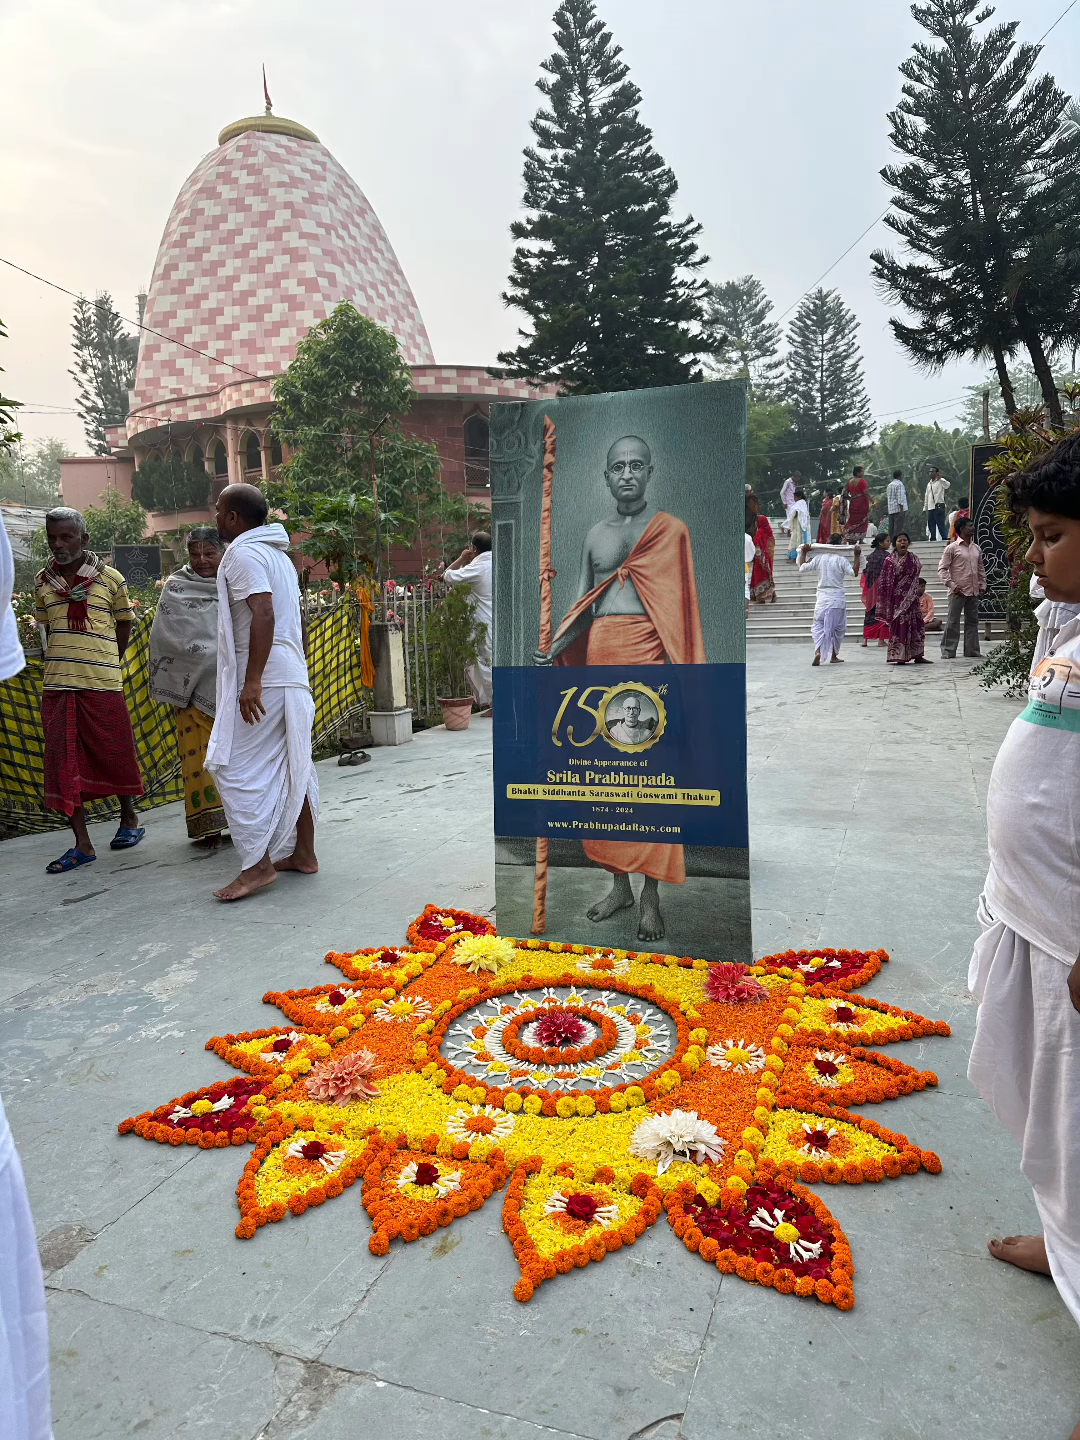 150th
Divine Appearance of
Srila Prabhupada
Bhakti Siddhanta Saraswati Goswami Thakur
1874 - 2024
www.PrabhupadaRays.com